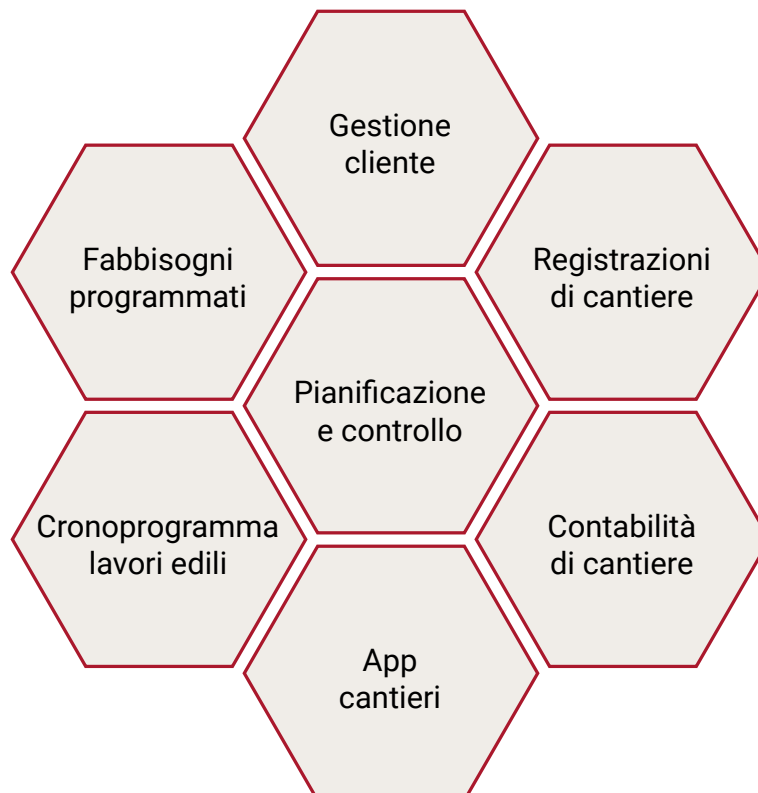 Gestione
cliente
Fabbisogni
programmati
Registrazioni
di cantiere
Pianificazione
e controllo
Cronoprogramma
lavori edili
Contabilità
di cantiere
App
cantieri